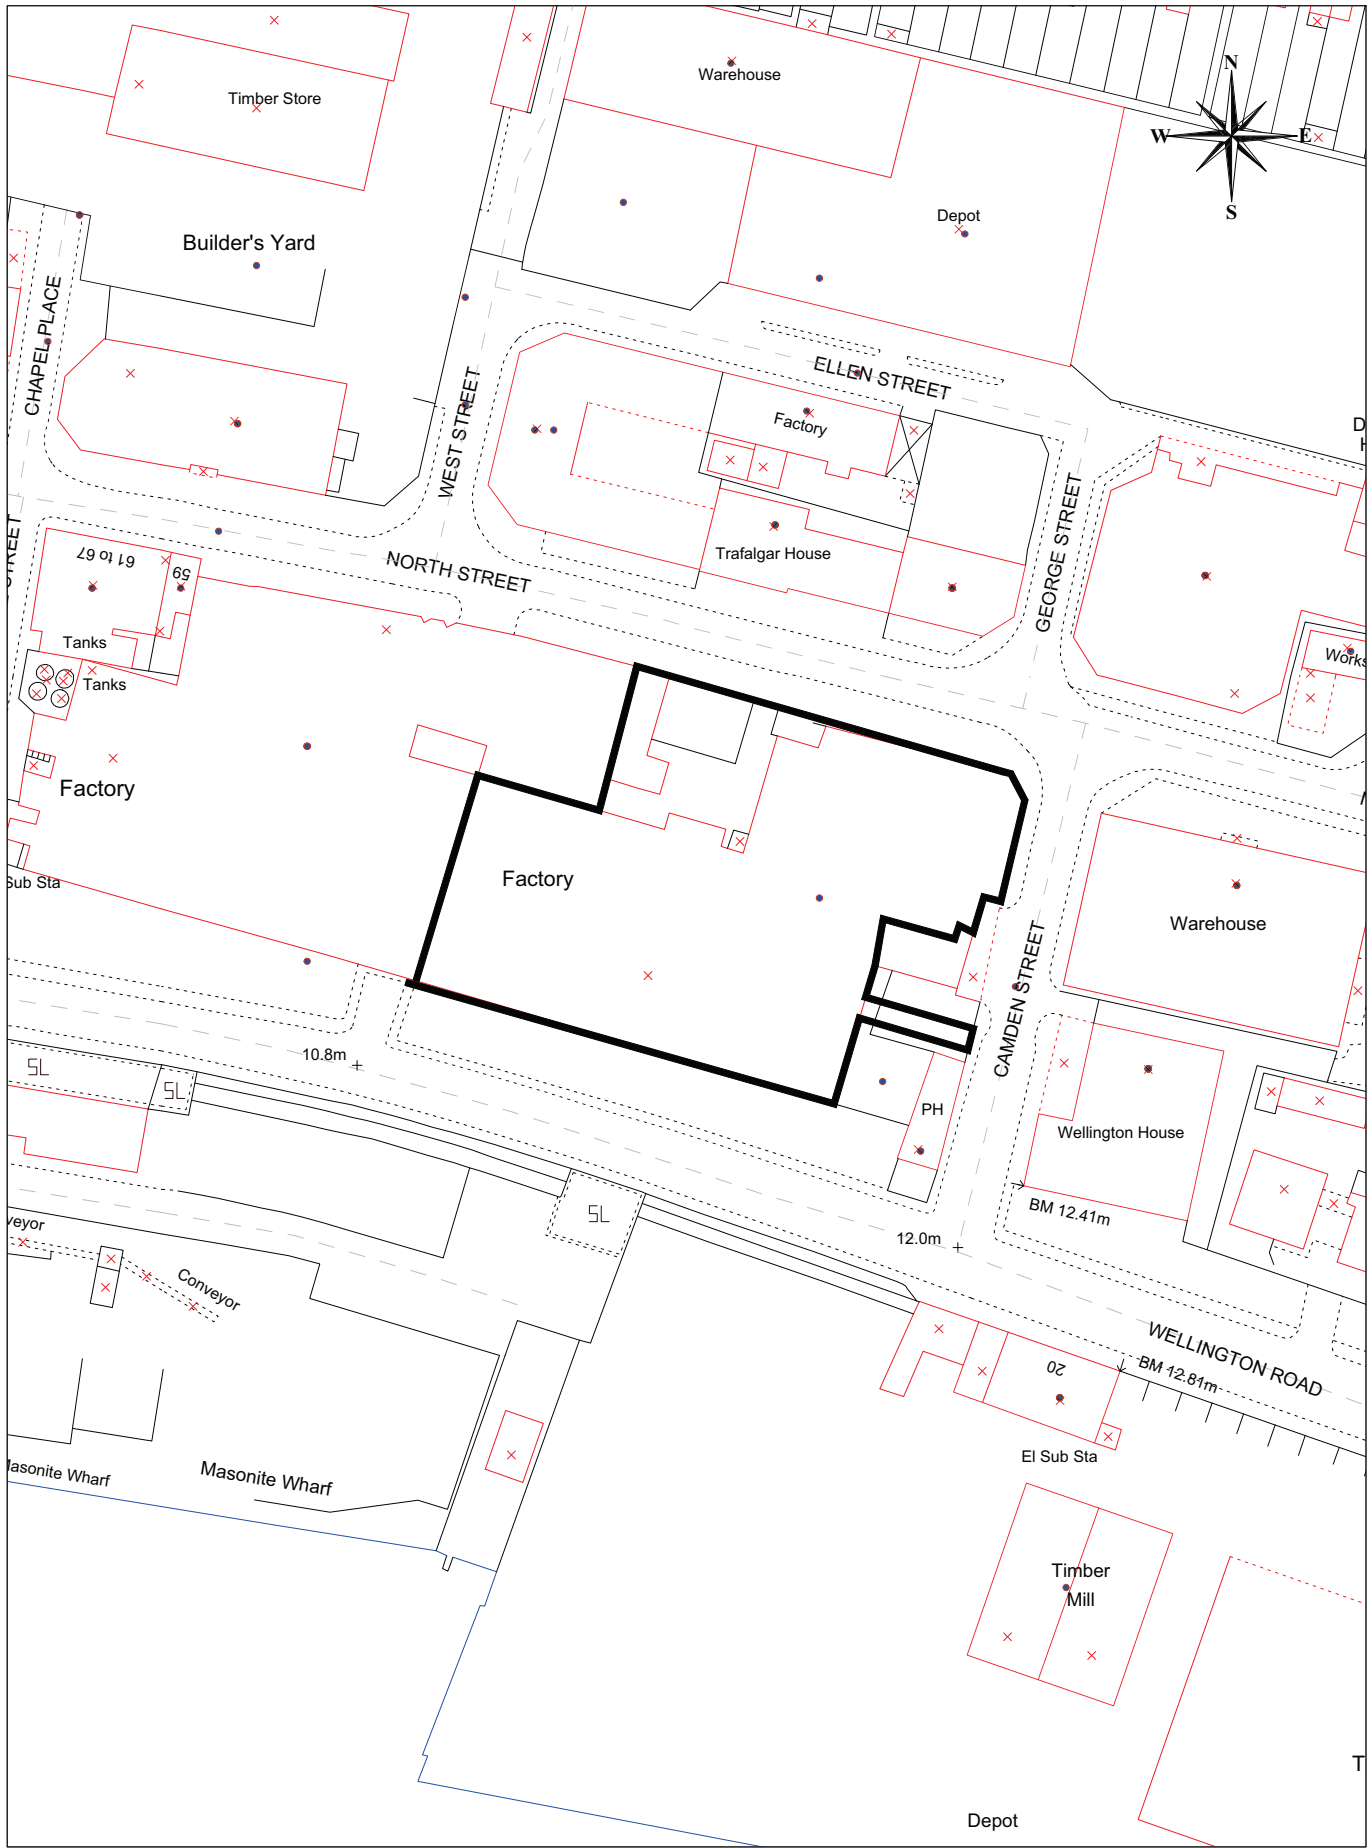 Warehouse
N
W
E
S
Timber Store
Depot
Builder's Yard
CHAPEL PLACE
ELLEN STREET
WEST STREET
Factory
GEORGE STREET
STREET
61 to 67
59
NORTH STREET
Trafalgar House
Tanks
Tanks
Works
Factory
Factory
Sub Sta
Warehouse
CAMDEN STREET
10.8m
SL
SL
PH
Wellington House
SL
BM 12.41m
12.0m
veyor
Conveyor
WELLINGTON ROAD
BM 12.81m
20
El Sub Sta
Masonite Wharf
Masonite Wharf
Timber
Mill
T
Depot